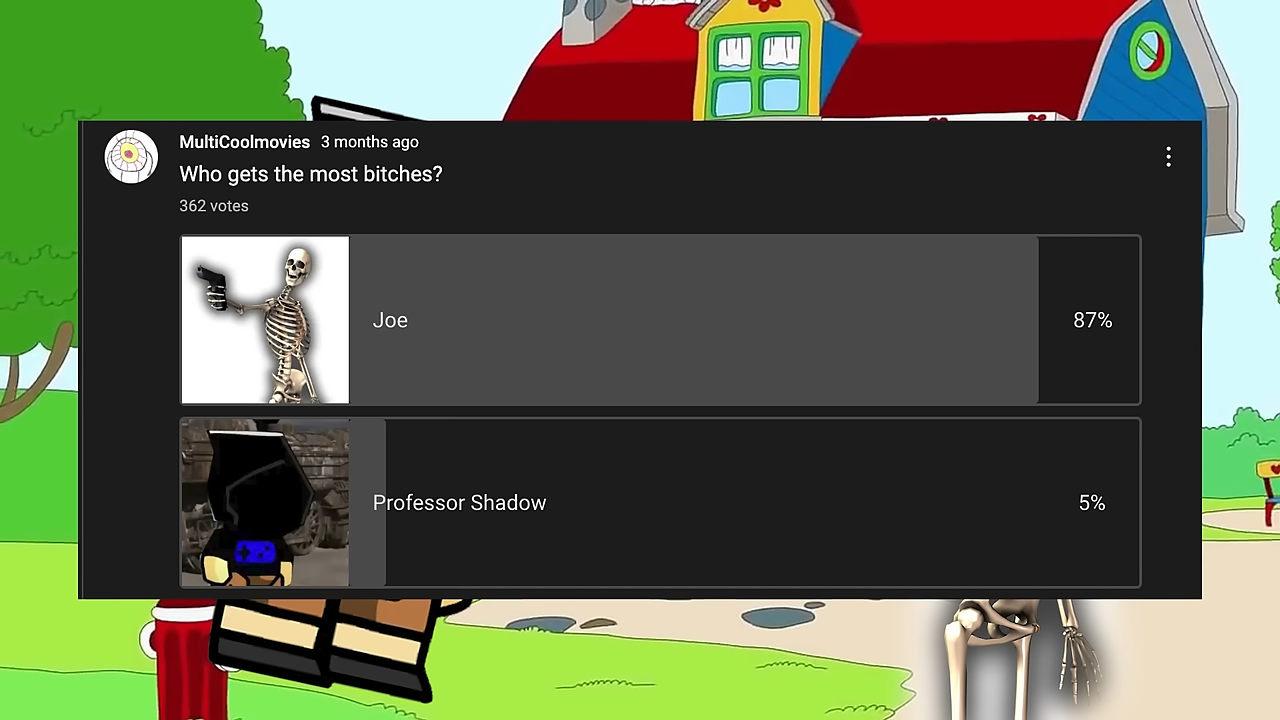 MultiCoolmovies 3 months ago
Who gets the most bitches?
362 votes
Joe
87%
Professor Shadow
5%